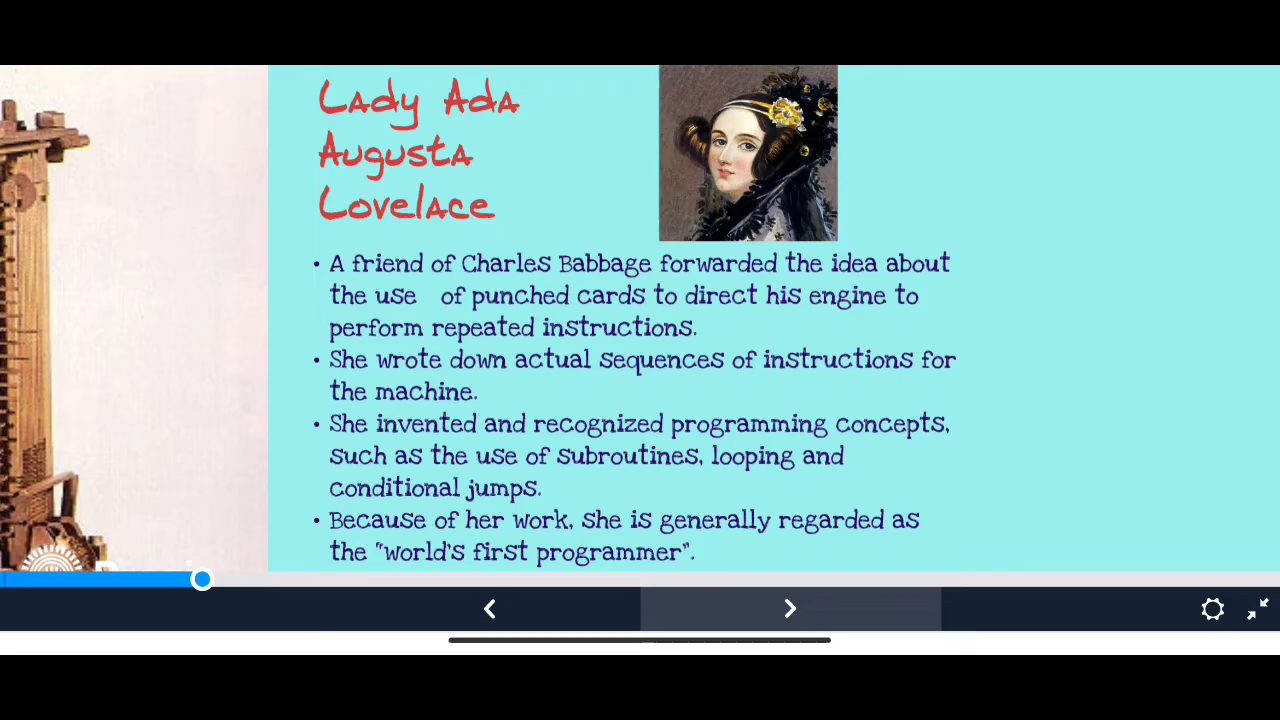 Lady Ada
Augusta
Lovelace
• A friend of Charles Babbage forwarded the idea about
the use of punched cards to direct his engine to
perform repeated instructions.
• She wrote down actual sequences of instructions for
the machine.
• She invented and recognized programming concepts,
such as the use of subroutines, looping and
conditional jumps.
• Because of her work, she is generally regarded as
the "world's first programmer".